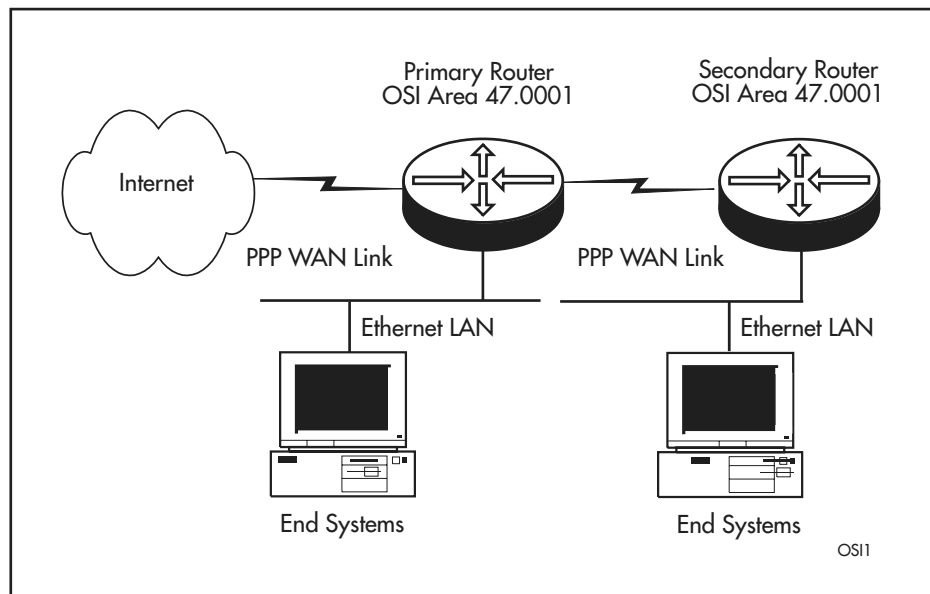 Primary Router
OSI Area 47.0001
Secondary Router
OSI Area 47.0001
Internet
PPP WAN Link
PPP WAN Link
Ethernet LAN
Ethernet LAN
End Systems
End Systems
OSI1